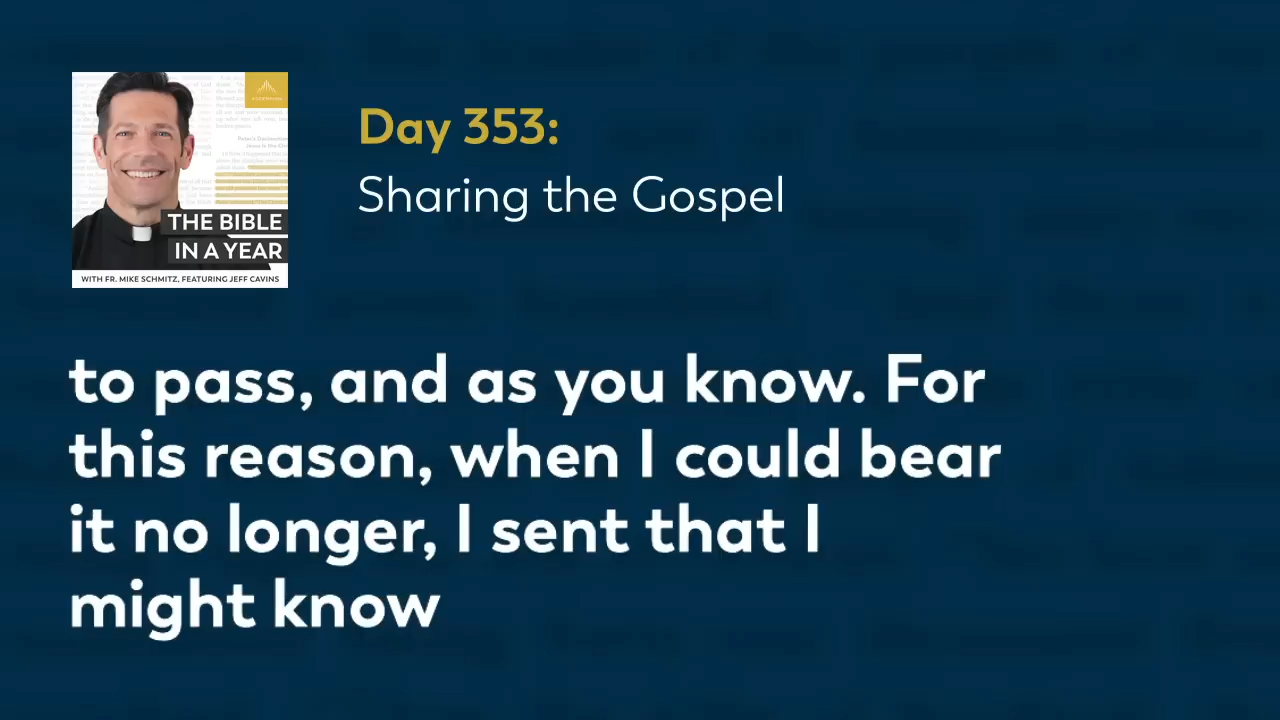 Day 353:
Sharing the Gospel
THE BIBLE
IN A YEAR
WITH FR. MIKE SCHMITZ, FEATURING JEFF CAVINS
to pass, and as you know. For
this reason, when I could bear
it no longer, I sent that I
might know